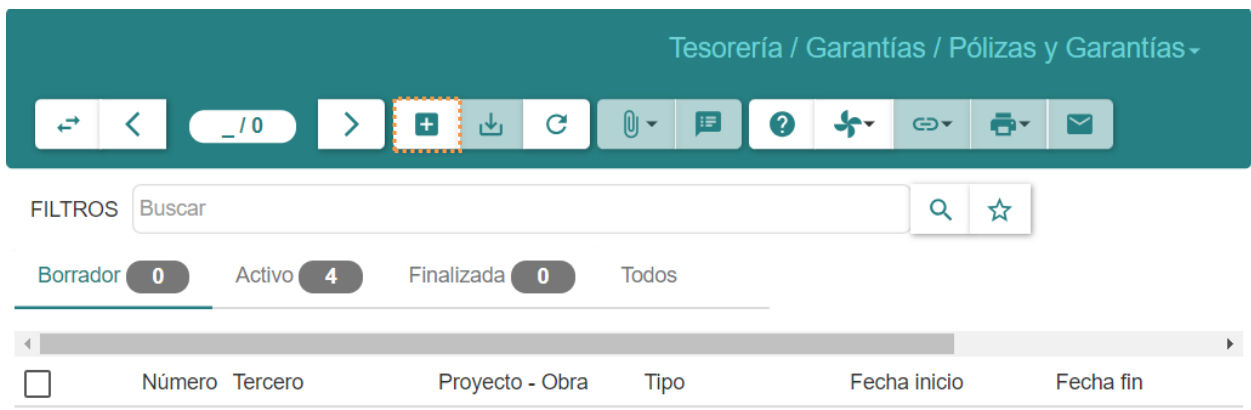 Tesorería / Garantías / Pólizas y Garantías
_ / 0
FILTROS Buscar
Borrador 0 Activo 4 Finalizada 0 Todos
Número Tercero Proyecto - Obra Tipo Fecha inicio Fecha fin